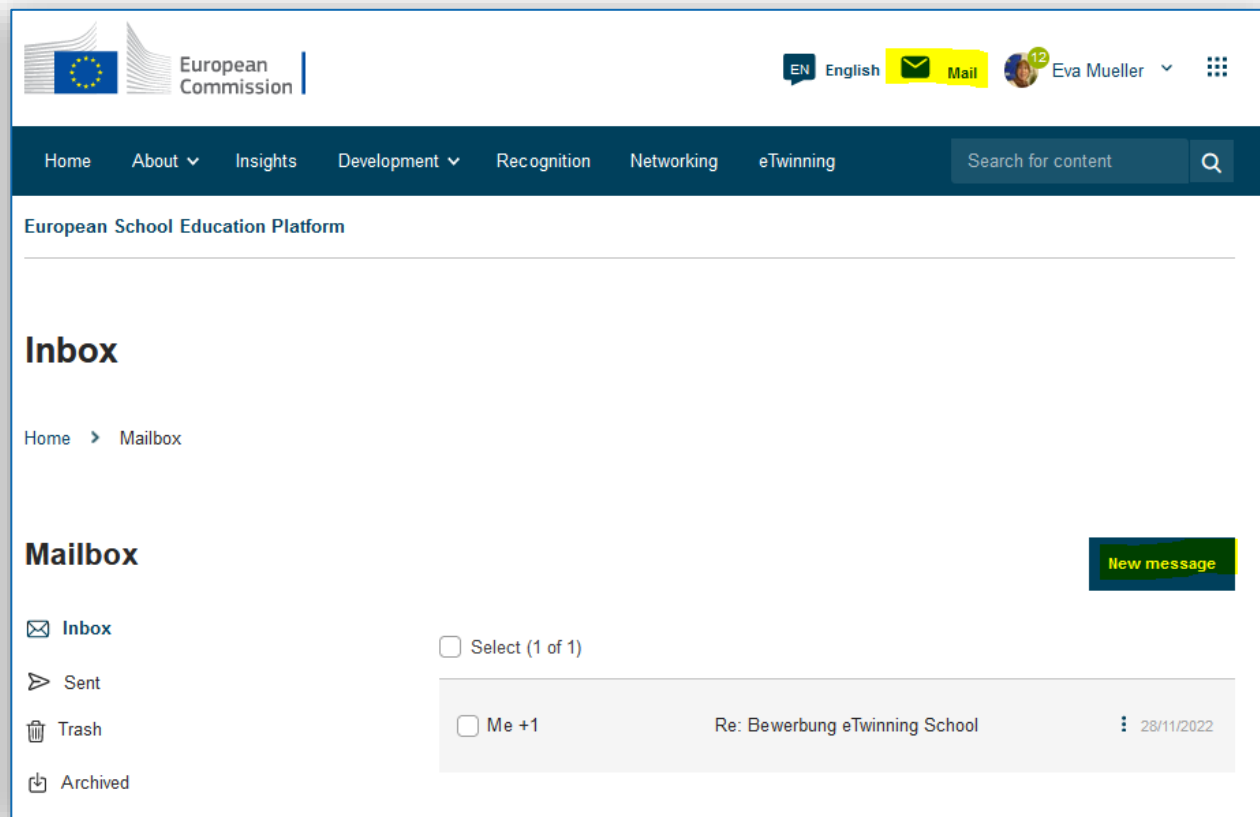 European
Commission
EN English Mail 12 Eva Mueller
Home About Insights Development Recognition Networking eTwinning Search for content
European School Education Platform
Inbox
Home > Mailbox
Mailbox
New message
Inbox
Select (1 of 1)
Sent
Me +1 Re: Bewerbung eTwinning School 28/11/2022
Trash
Archived